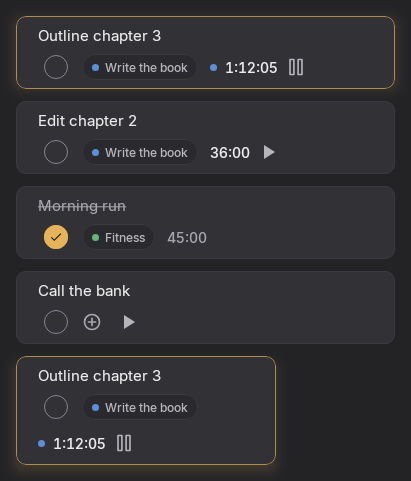 Outline chapter 3
Write the book 1:12:05
Edit chapter 2
Write the book 36:00
Morning run
Fitness 45:00
Call the bank
Outline chapter 3
Write the book
1:12:05